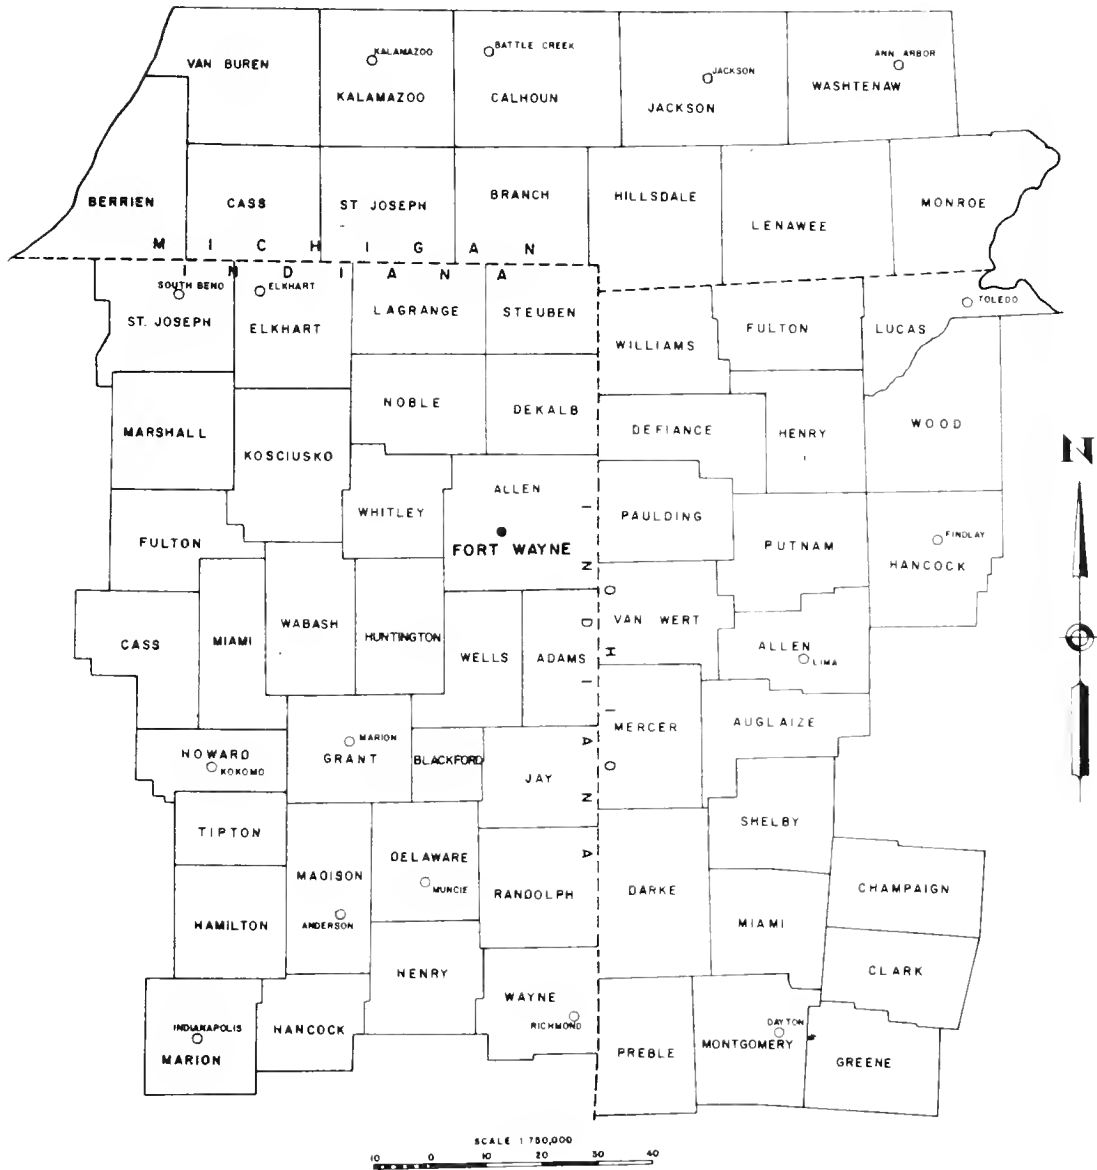 VAN BUREN
KALAMAZOO
KALAMAZOO
BATTLE CREEK
CALHOUN
JACKSON
JACKSON
ANN ARBOR
WASHTENAW
BERRIEN
CASS
ST JOSEPH
BRANCH
HILLSDALE
LENAWEE
MONROE
MICHIGAN
INDIANA
SOUTH BEND
ST. JOSEPH
ELKHART
ELKHART
LAGRANGE
STEUBEN
WILLIAMS
FULTON
LUCAS
TOLEDO
MARSHALL
KOSCIUSKO
NOBLE
DEKALB
DEFIANCE
HENRY
WOOD
N
FULTON
WHITLEY
ALLEN
FORT WAYNE
PAULDING
PUTNAM
FINDLAY
HANCOCK
INDIANA
OHIO
CASS
MIAMI
WABASH
HUNTINGTON
WELLS
ADAMS
VAN WERT
ALLEN
LIMA
MERCER
AUGLAIZE
HOWARD
KOKOMO
MARION
GRANT
BLACKFORD
JAY
SHELBY
TIPTON
MADISON
ANDERSON
DELAWARE
MUNCIE
RANDOLPH
DARKE
MIAMI
CHAMPAIGN
HAMILTON
HENRY
WAYNE
RICHMOND
CLARK
INDIANAPOLIS
MARION
HANCOCK
PREBLE
DAYTON
MONTGOMERY
GREENE
SCALE 1:750,000
10 0 10 20 30 40